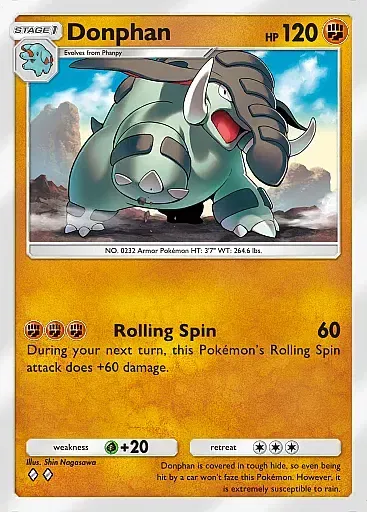 STAGE 1
Donphan
HP 120
Evolves from Phanpy
NO. 0232 Armor Pokémon HT: 3'7" WT: 264.6 lbs.
Rolling Spin 60
During your next turn, this Pokémon's Rolling Spin
attack does +60 damage.
weakness +20 retreat
Illus. Shin Nagasawa
Donphan is covered in tough hide, so even being
hit by a car won't faze this Pokémon. However, it
is extremely susceptible to rain.